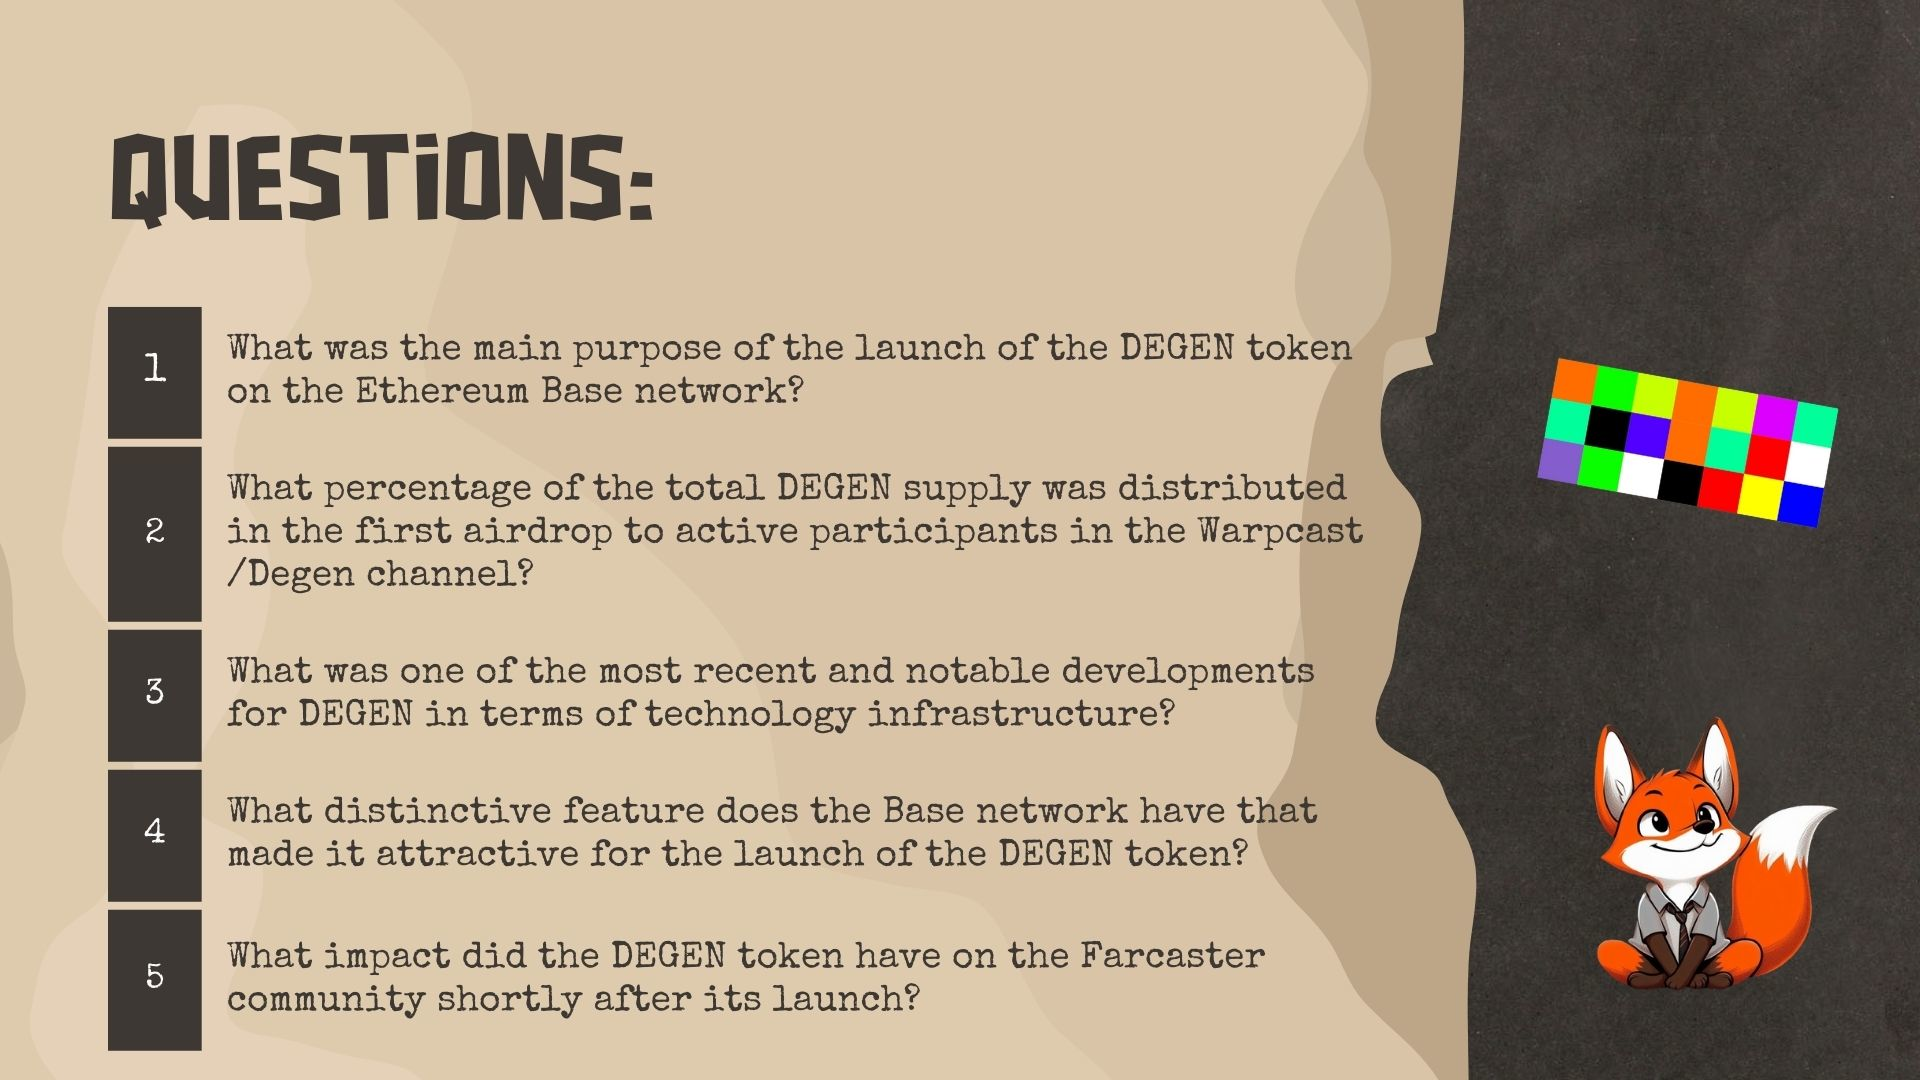 QUESTIONS:
1
What was the main purpose of the launch of the DEGEN token
on the Ethereum Base network?
2
What percentage of the total DEGEN supply was distributed
in the first airdrop to active participants in the Warpcast
/Degen channel?
3
What was one of the most recent and notable developments
for DEGEN in terms of technology infrastructure?
4
What distinctive feature does the Base network have that
made it attractive for the launch of the DEGEN token?
5
What impact did the DEGEN token have on the Farcaster
community shortly after its launch?